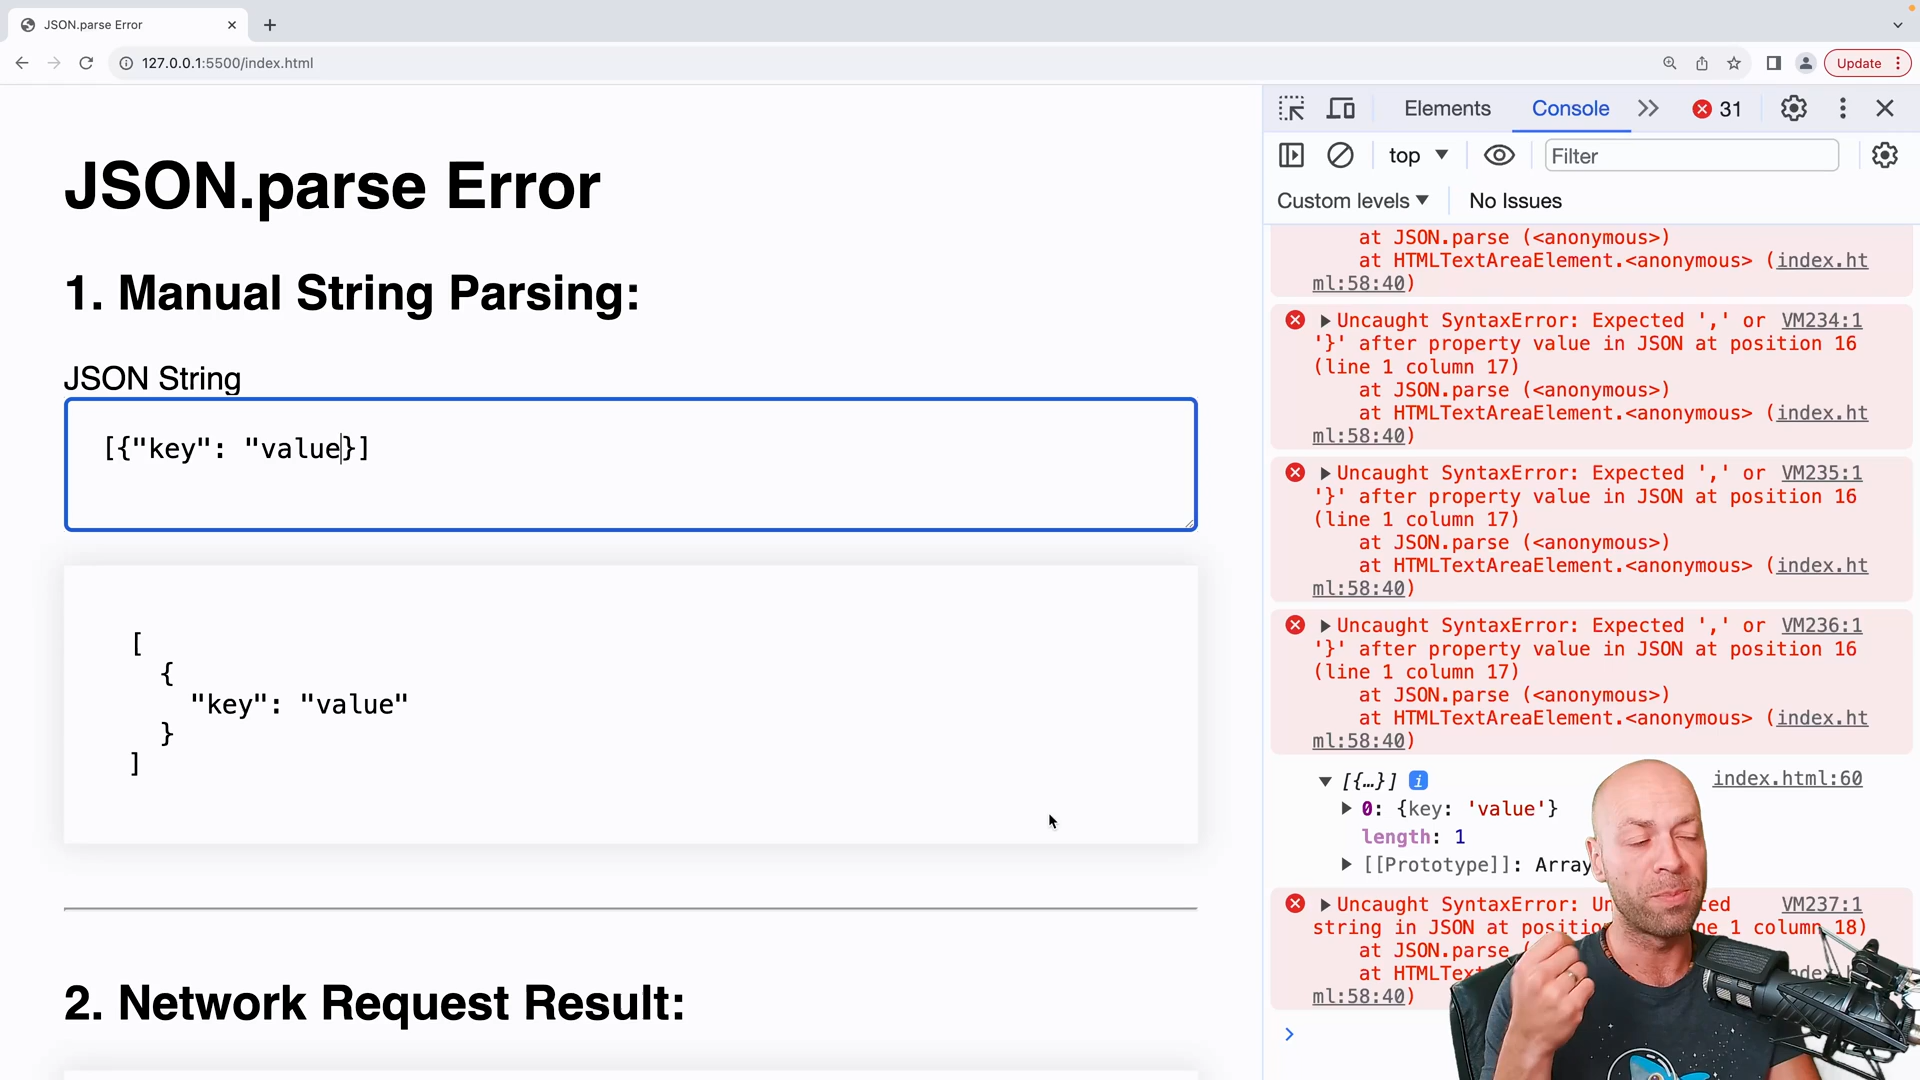 JSON.parse Error
127.0.0.1:5500/index.html
Update
JSON.parse Error
1. Manual String Parsing:
JSON String
[{"key": "value}]
[
{
"key": "value"
}
]
2. Network Request Result:
Elements
Console
31
top
Filter
Custom levels
No Issues
at JSON.parse (<anonymous>)
at HTMLTextAreaElement.<anonymous> (index.ht
ml:58:40)
Uncaught SyntaxError: Expected ',' or VM234:1
'}' after property value in JSON at position 16
(line 1 column 17)
at JSON.parse (<anonymous>)
at HTMLTextAreaElement.<anonymous> (index.ht
ml:58:40)
Uncaught SyntaxError: Expected ',' or VM235:1
'}' after property value in JSON at position 16
(line 1 column 17)
at JSON.parse (<anonymous>)
at HTMLTextAreaElement.<anonymous> (index.ht
ml:58:40)
Uncaught SyntaxError: Expected ',' or VM236:1
'}' after property value in JSON at position 16
(line 1 column 17)
at JSON.parse (<anonymous>)
at HTMLTextAreaElement.<anonymous> (index.ht
ml:58:40)
[{…}] i index.html:60
0: {key: 'value'}
length: 1
[[Prototype]]: Array
Uncaught SyntaxError: VM237:1
string in JSON at 1 column 18)
at JSON.parse
at
ml:58:40)